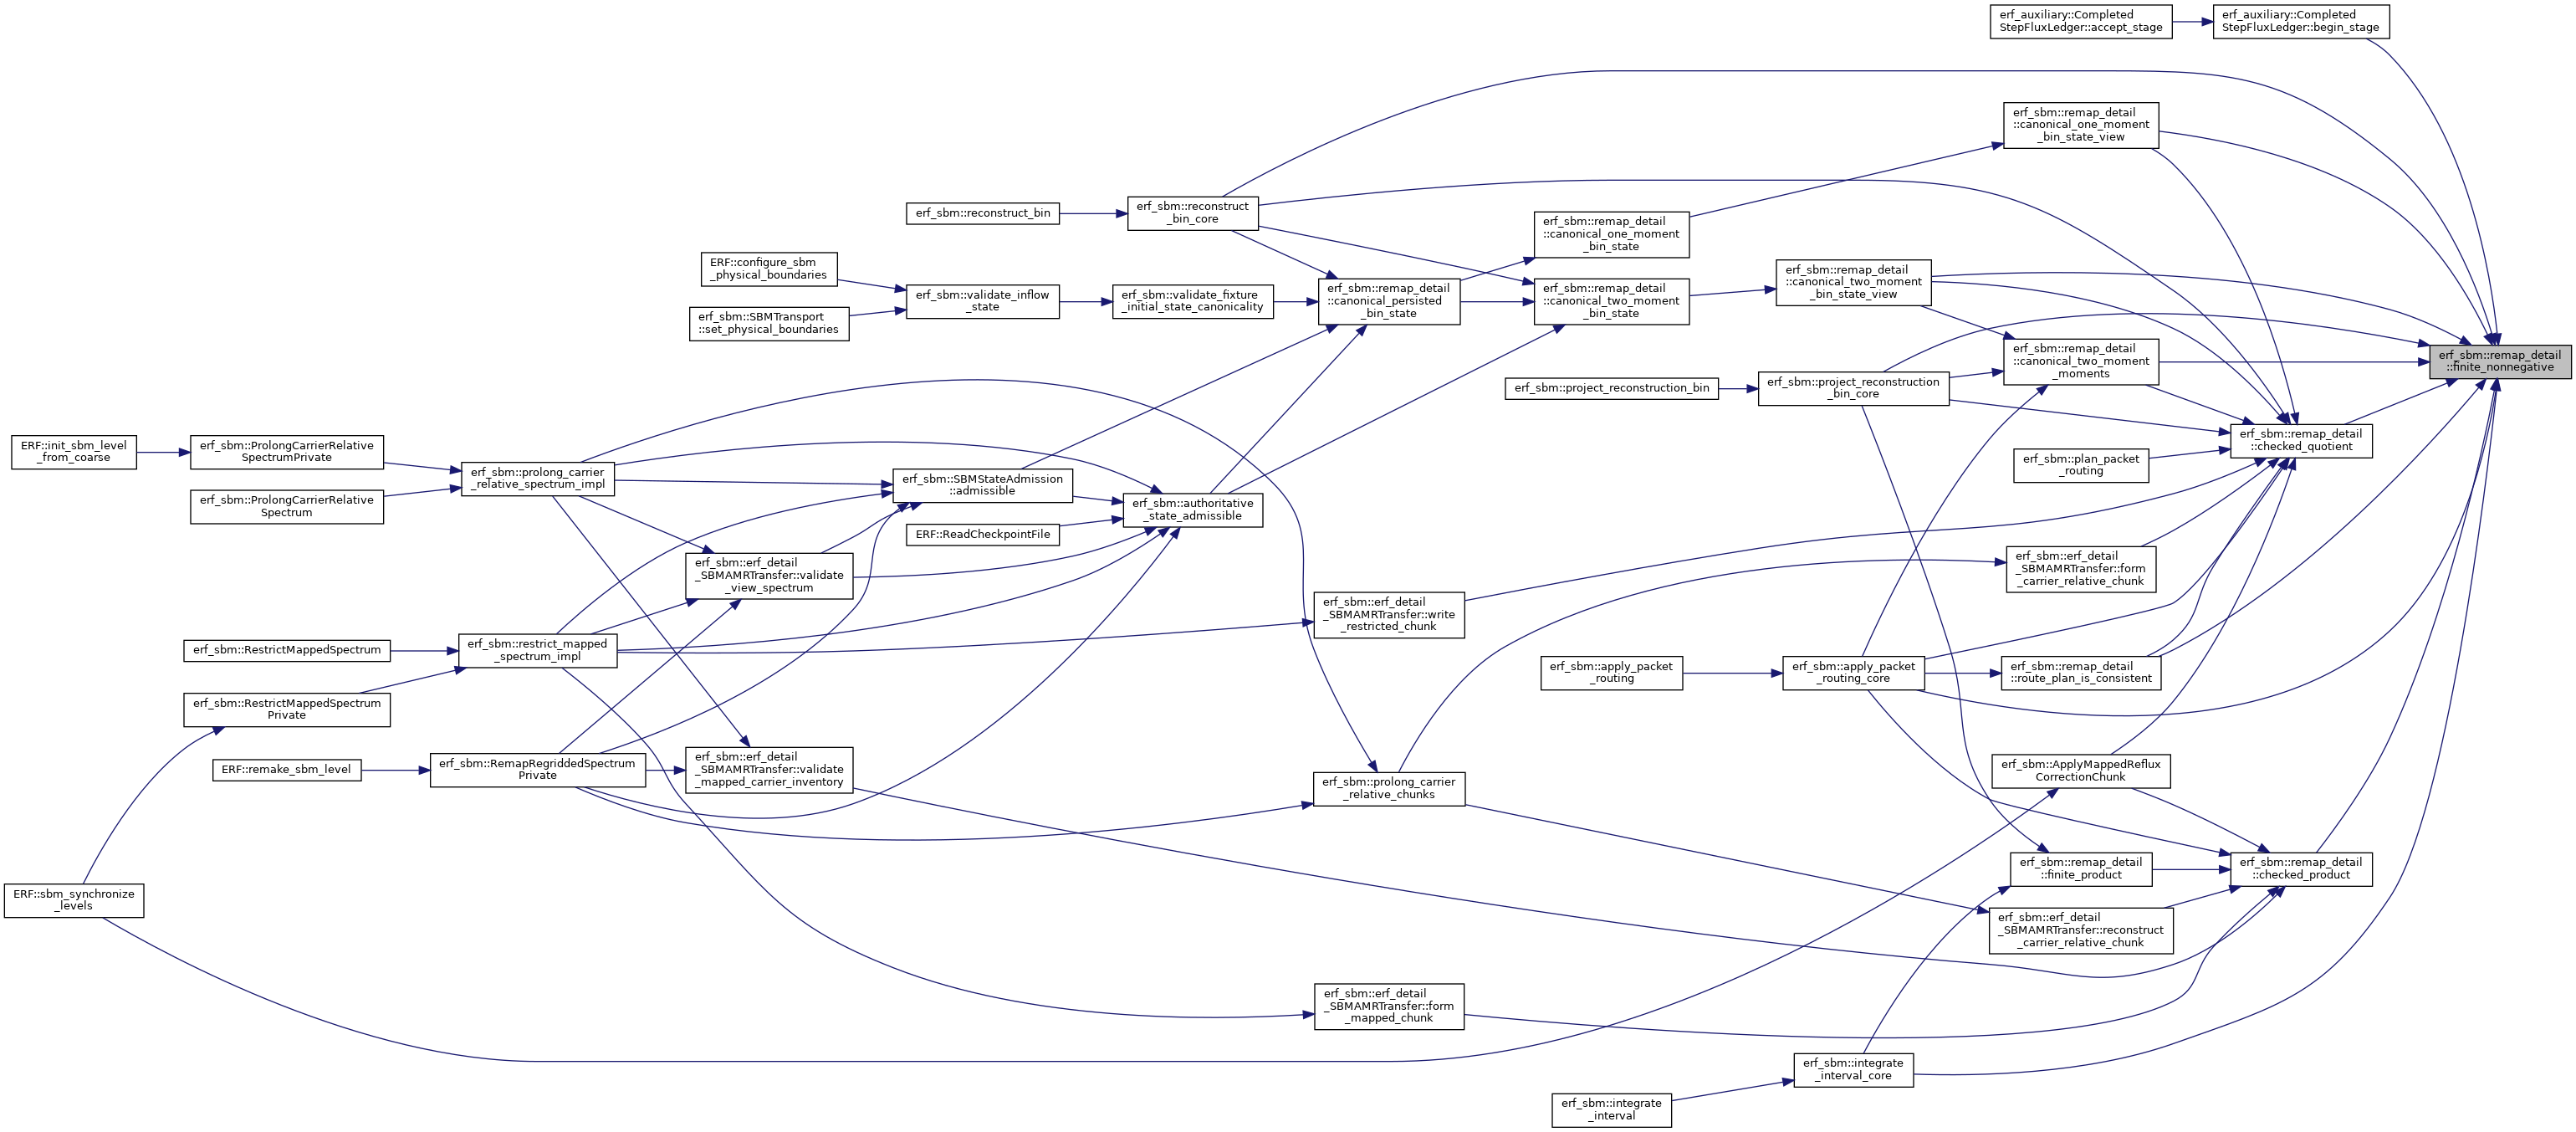 erf_auxiliary::Completed
StepFluxLedger::accept_stage
erf_auxiliary::Completed
StepFluxLedger::begin_stage
erf_sbm::remap_detail
::canonical_one_moment
_bin_state_view
erf_sbm::reconstruct_bin
erf_sbm::reconstruct
_bin_core
erf_sbm::remap_detail
::canonical_one_moment
_bin_state
ERF::configure_sbm
_physical_boundaries
erf_sbm::SBMTransport
::set_physical_boundaries
erf_sbm::validate_inflow
_state
erf_sbm::validate_fixture
_initial_state_canonicality
erf_sbm::remap_detail
::canonical_persisted
_bin_state
erf_sbm::remap_detail
::canonical_two_moment
_bin_state
erf_sbm::remap_detail
::canonical_two_moment
_bin_state_view
erf_sbm::remap_detail
::canonical_two_moment
_moments
erf_sbm::remap_detail
::finite_nonnegative
erf_sbm::project_reconstruction_bin
erf_sbm::project_reconstruction
_bin_core
erf_sbm::remap_detail
::checked_quotient
erf_sbm::plan_packet
_routing
ERF::init_sbm_level
_from_coarse
erf_sbm::ProlongCarrierRelative
SpectrumPrivate
erf_sbm::ProlongCarrierRelative
Spectrum
erf_sbm::prolong_carrier
_relative_spectrum_impl
erf_sbm::SBMStateAdmission
::admissible
erf_sbm::authoritative
_state_admissible
ERF::ReadCheckpointFile
erf_sbm::erf_detail
_SBMAMRTransfer::validate
_view_spectrum
erf_sbm::erf_detail
_SBMAMRTransfer::form
_carrier_relative_chunk
erf_sbm::erf_detail
_SBMAMRTransfer::write
_restricted_chunk
erf_sbm::RestrictMappedSpectrum
erf_sbm::restrict_mapped
_spectrum_impl
erf_sbm::apply_packet
_routing
erf_sbm::apply_packet
_routing_core
erf_sbm::remap_detail
::route_plan_is_consistent
erf_sbm::RestrictMappedSpectrum
Private
ERF::remake_sbm_level
erf_sbm::RemapRegriddedSpectrum
Private
erf_sbm::erf_detail
_SBMAMRTransfer::validate
_mapped_carrier_inventory
erf_sbm::prolong_carrier
_relative_chunks
erf_sbm::ApplyMappedReflux
CorrectionChunk
erf_sbm::remap_detail
::finite_product
erf_sbm::remap_detail
::checked_product
ERF::sbm_synchronize
_levels
erf_sbm::erf_detail
_SBMAMRTransfer::reconstruct
_carrier_relative_chunk
erf_sbm::erf_detail
_SBMAMRTransfer::form
_mapped_chunk
erf_sbm::integrate
_interval_core
erf_sbm::integrate
_interval